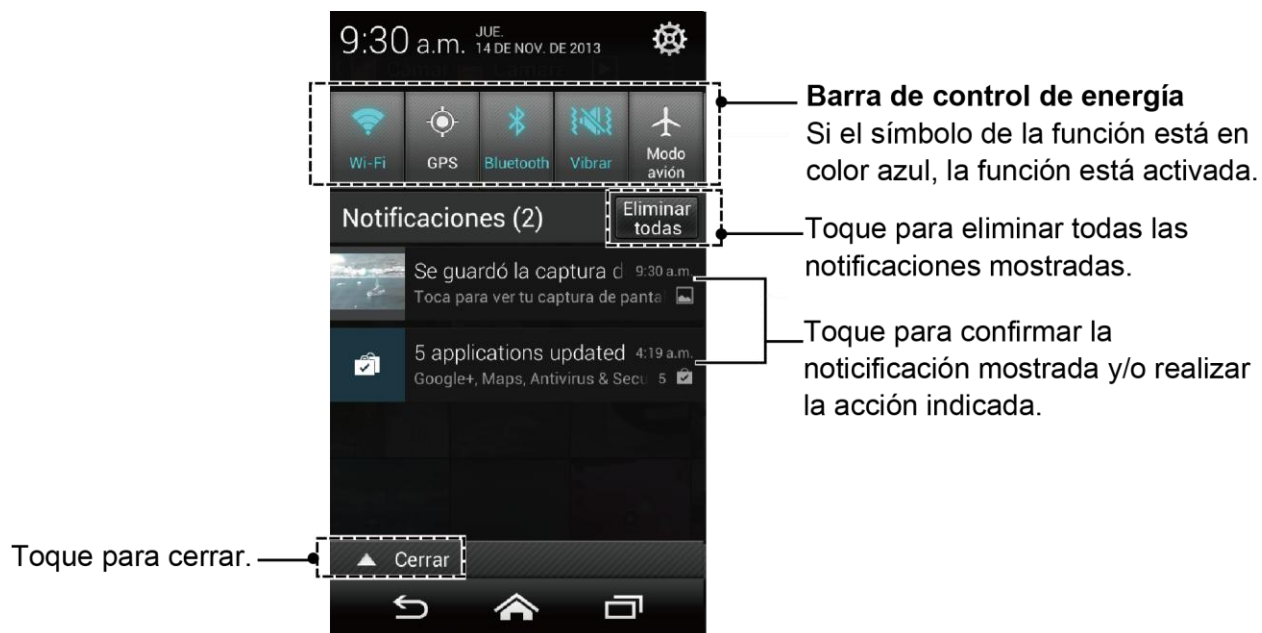 9:30 a.m. JUE.
14 DE NOV. DE 2013
Wi-Fi
GPS
Bluetooth
Vibrar
Modo
avión
Barra de control de energía
Si el símbolo de la función está en
color azul, la función está activada.
Notificaciones (2)
Eliminar
todas
Toque para eliminar todas las
notificaciones mostradas.
Se guardó la captura d 9:30 a.m.
Toca para ver tu captura de panta
5 applications updated 4:19 a.m.
Google+, Maps, Antivirus & Secu 5
Toque para confirmar la
noticificación mostrada y/o realizar
la acción indicada.
Toque para cerrar.
Cerrar